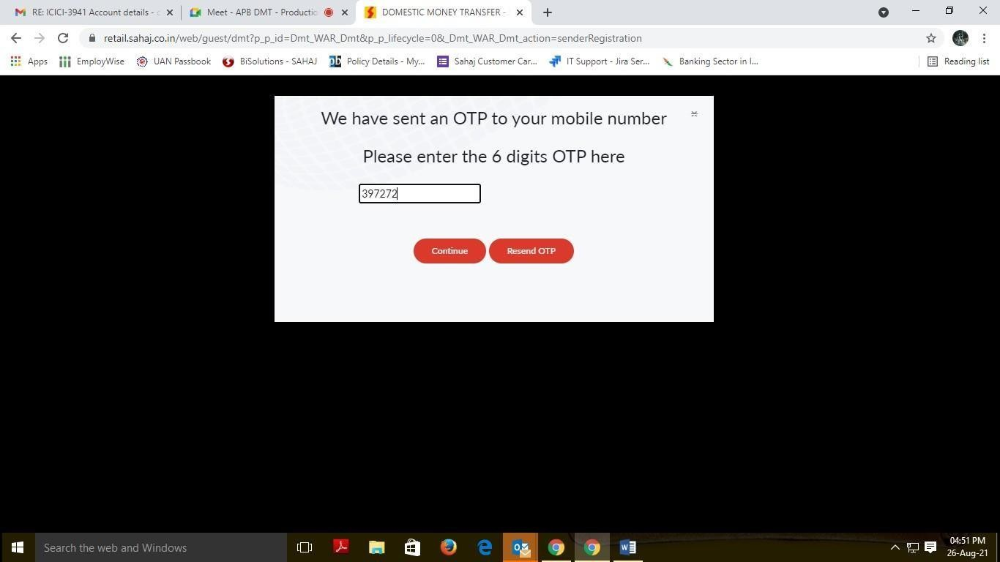 RE: ICICI-3941 Account details -
Meet - APB DMT - Productio
DOMESTIC MONEY TRANSFER -
retail.sahaj.co.in/web/guest/dmt?p_p_id=Dmt_WAR_Dmt&p_p_lifecycle=0&_Dmt_WAR_Dmt_action=senderRegistration
Apps EmployWise UAN Passbook BiSolutions - SAHAJ Policy Details - My... Sahaj Customer Car... IT Support - Jira Ser... Banking Sector in I... Reading list
We have sent an OTP to your mobile number
Please enter the 6 digits OTP here
397272
Continue Resend OTP
Search the web and Windows
04:51 PM
26-Aug-21